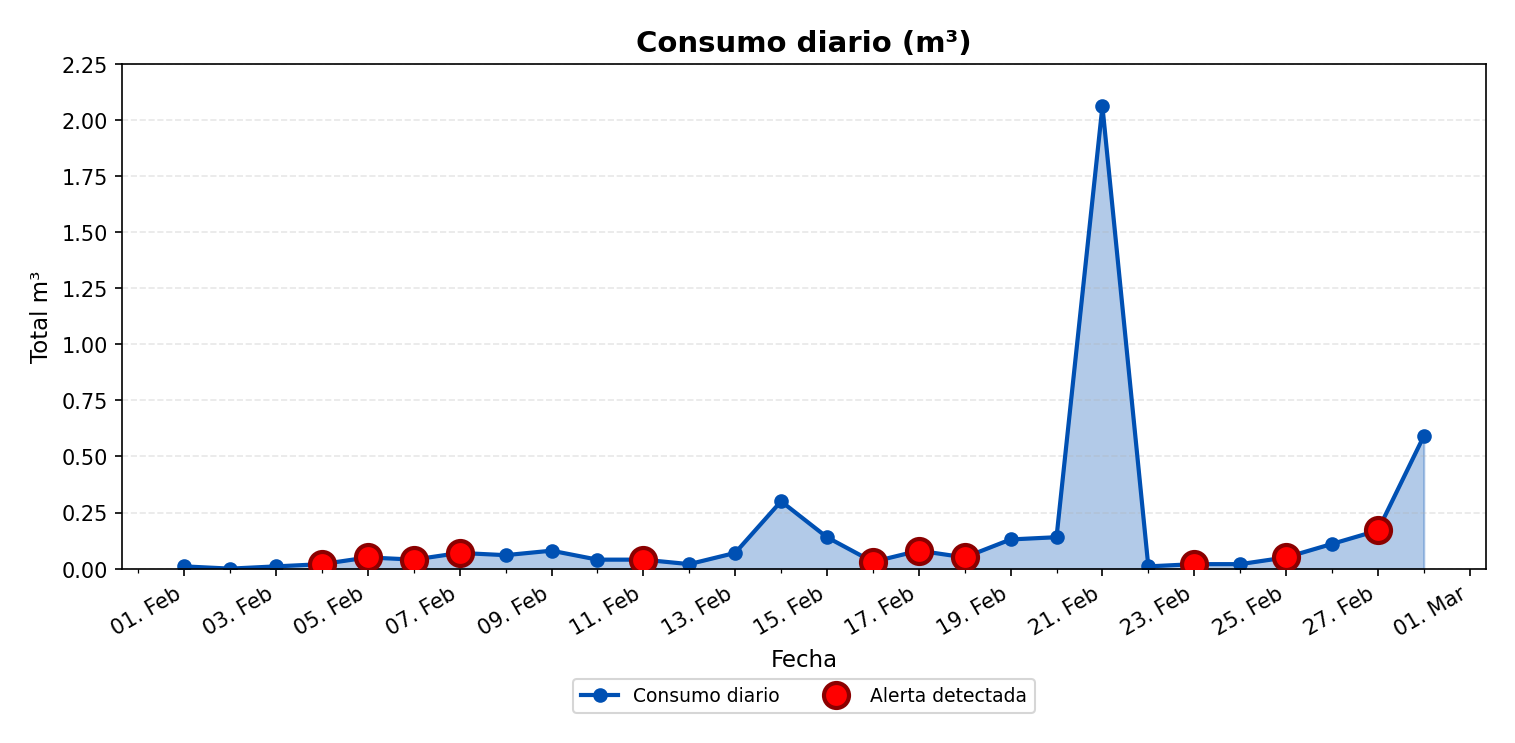 Consumo diario (m³)
2.25
2.00
1.75
1.50
1.25
1.00
0.75
0.50
0.25
0.00
Total m³
01. Feb
03. Feb
05. Feb
07. Feb
09. Feb
11. Feb
13. Feb
15. Feb
17. Feb
19. Feb
21. Feb
23. Feb
25. Feb
27. Feb
01. Mar
Fecha
Consumo diario
Alerta detectada